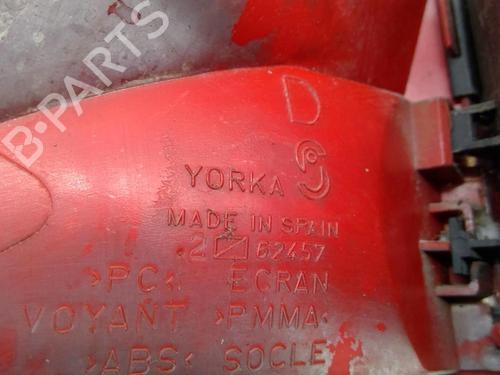 B-PARTS
D
YORKA
MADE IN SPAIN
.2 62457
>PC< ECRAN
VOYANT >PMMA<
>ABS< SOCLE